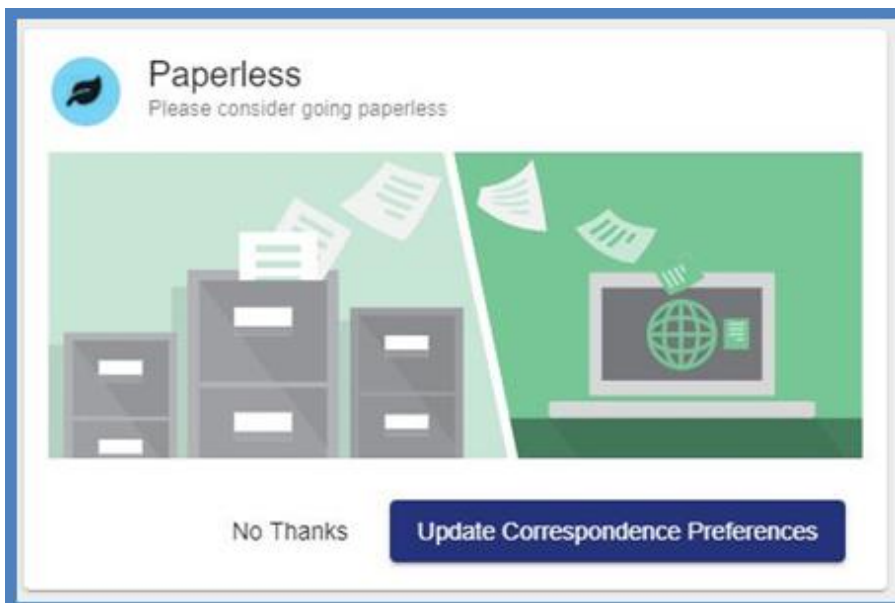 Paperless
Please consider going paperless
No Thanks
Update Correspondence Preferences